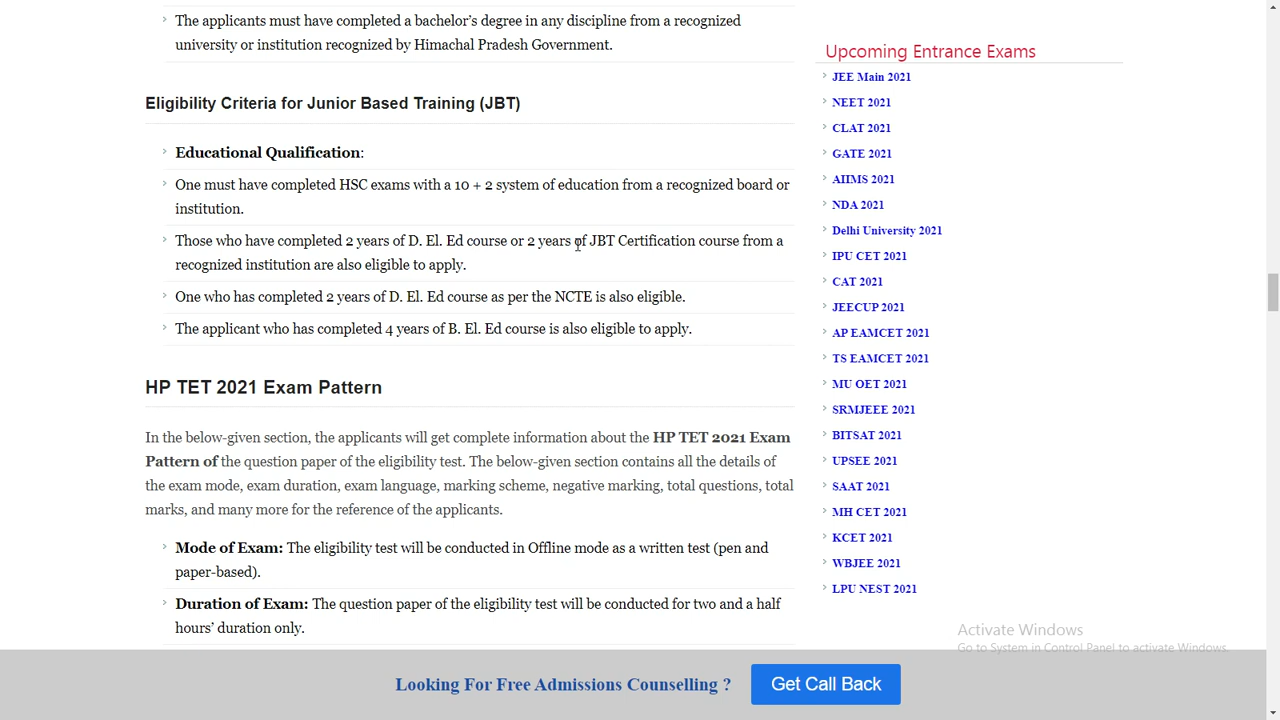 The applicants must have completed a bachelor's degree in any discipline from a recognized
university or institution recognized by Himachal Pradesh Government.
Eligibility Criteria for Junior Based Training (JBT)
Educational Qualification:
One must have completed HSC exams with a 10 + 2 system of education from a recognized board or
institution.
Those who have completed 2 years of D. El. Ed course or 2 years of JBT Certification course from a
recognized institution are also eligible to apply.
One who has completed 2 years of D. El. Ed course as per the NCTE is also eligible.
The applicant who has completed 4 years of B. El. Ed course is also eligible to apply.
HP TET 2021 Exam Pattern
In the below-given section, the applicants will get complete information about the HP TET 2021 Exam
Pattern of the question paper of the eligibility test. The below-given section contains all the details of
the exam mode, exam duration, exam language, marking scheme, negative marking, total questions, total
marks, and many more for the reference of the applicants.
Mode of Exam: The eligibility test will be conducted in Offline mode as a written test (pen and
paper-based).
Duration of Exam: The question paper of the eligibility test will be conducted for two and a half
hours' duration only.
Upcoming Entrance Exams
JEE Main 2021
NEET 2021
CLAT 2021
GATE 2021
AIIMS 2021
NDA 2021
Delhi University 2021
IPU CET 2021
CAT 2021
JEECUP 2021
AP EAMCET 2021
TS EAMCET 2021
MU OET 2021
SRMJEEE 2021
BITSAT 2021
UPSEE 2021
SAAT 2021
MH CET 2021
KCET 2021
WBJEE 2021
LPU NEST 2021
Activate Windows
Go to System in Control Panel to activate Windows.
Looking For Free Admissions Counselling ?
Get Call Back